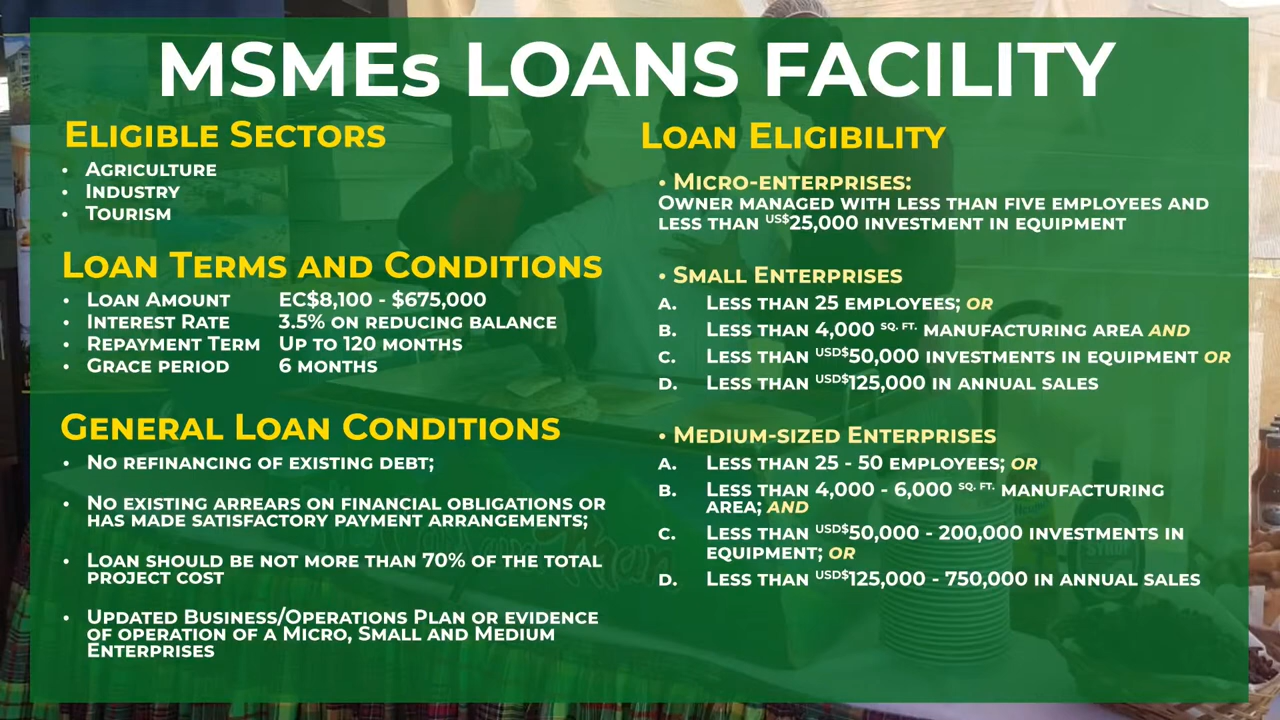 MSMEs LOANS FACILITY
ELIGIBLE SECTORS
• AGRICULTURE
• INDUSTRY
• TOURISM
LOAN TERMS AND CONDITIONS
• LOAN AMOUNT EC$8,100 - $675,000
• INTEREST RATE 3.5% ON REDUCING BALANCE
• REPAYMENT TERM UP TO 120 MONTHS
• GRACE PERIOD 6 MONTHS
GENERAL LOAN CONDITIONS
• NO REFINANCING OF EXISTING DEBT;
• NO EXISTING ARREARS ON FINANCIAL OBLIGATIONS OR
HAS MADE SATISFACTORY PAYMENT ARRANGEMENTS;
• LOAN SHOULD BE NOT MORE THAN 70% OF THE TOTAL
PROJECT COST
• UPDATED BUSINESS/OPERATIONS PLAN OR EVIDENCE
OF OPERATION OF A MICRO, SMALL AND MEDIUM
ENTERPRISES
LOAN ELIGIBILITY
• MICRO-ENTERPRISES:
OWNER MANAGED WITH LESS THAN FIVE EMPLOYEES AND
LESS THAN US$25,000 INVESTMENT IN EQUIPMENT
• SMALL ENTERPRISES
A. LESS THAN 25 EMPLOYEES; OR
B. LESS THAN 4,000 SQ. FT. MANUFACTURING AREA AND
C. LESS THAN USD$50,000 INVESTMENTS IN EQUIPMENT OR
D. LESS THAN USD$125,000 IN ANNUAL SALES
• MEDIUM-SIZED ENTERPRISES
A. LESS THAN 25 - 50 EMPLOYEES; OR
B. LESS THAN 4,000 - 6,000 SQ. FT. MANUFACTURING
AREA; AND
C. LESS THAN USD$50,000 - 200,000 INVESTMENTS IN
EQUIPMENT; OR
D. LESS THAN USD$125,000 - 750,000 IN ANNUAL SALES